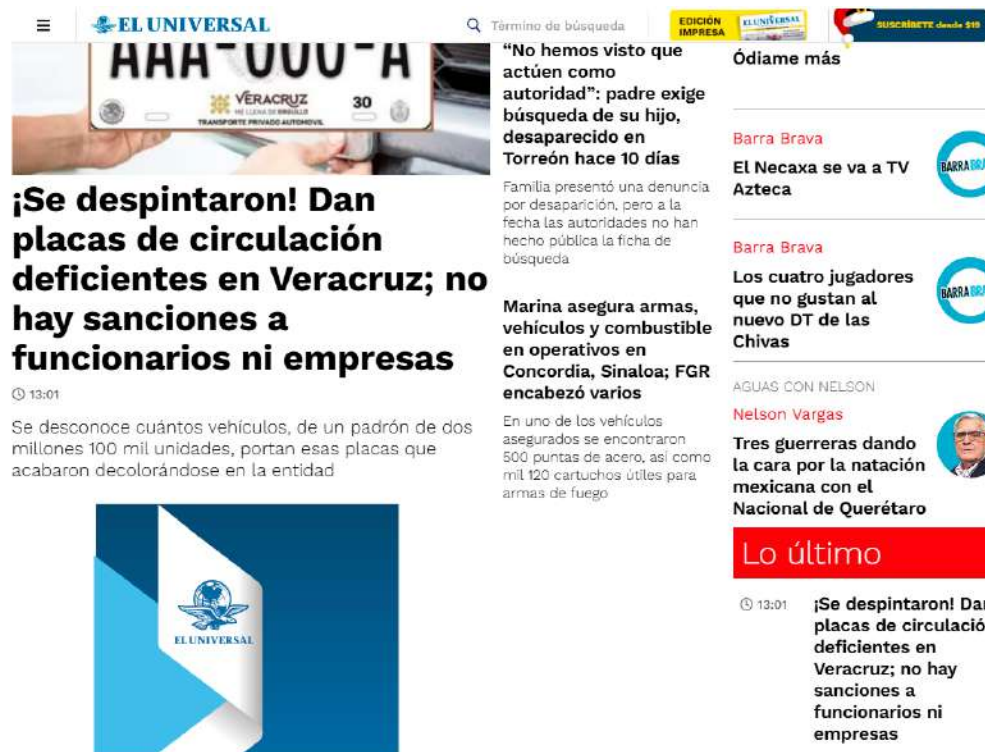 EL UNIVERSAL
Término de búsqueda
EDICIÓN
IMPRESA
EL UNIVERSAL
SUSCRÍBETE desde $19
AAA-000-A
VERACRUZ
30
TRANSPORTE PRIVADO AUTOMOVIL
¡Se despintaron! Dan
placas de circulación
deficientes en Veracruz; no
hay sanciones a
funcionarios ni empresas
13:01
Se desconoce cuántos vehículos, de un padrón de dos
millones 100 mil unidades, portan esas placas que
acabaron decolorándose en la entidad
EL UNIVERSAL
“No hemos visto que
actúen como
autoridad”: padre exige
búsqueda de su hijo,
desaparecido en
Torreón hace 10 días
Familia presentó una denuncia
por desaparición, pero a la
fecha las autoridades no han
hecho pública la ficha de
búsqueda
Marina asegura armas,
vehículos y combustible
en operativos en
Concordia, Sinaloa; FGR
encabezó varios
En uno de los vehículos
asegurados se encontraron
500 puntas de acero, así como
mil 120 cartuchos útiles para
armas de fuego
Ódiame más
Barra Brava
El Necaxa se va a TV
Azteca
BARRA BRA
Barra Brava
Los cuatro jugadores
que no gustan al
nuevo DT de las
Chivas
BARRA BRA
AGUAS CON NELSON
Nelson Vargas
Tres guerreras dando
la cara por la natación
mexicana con el
Nacional de Querétaro
Lo último
13:01
¡Se despintaron! Dan
placas de circulació
deficientes en
Veracruz; no hay
sanciones a
funcionarios ni
empresas